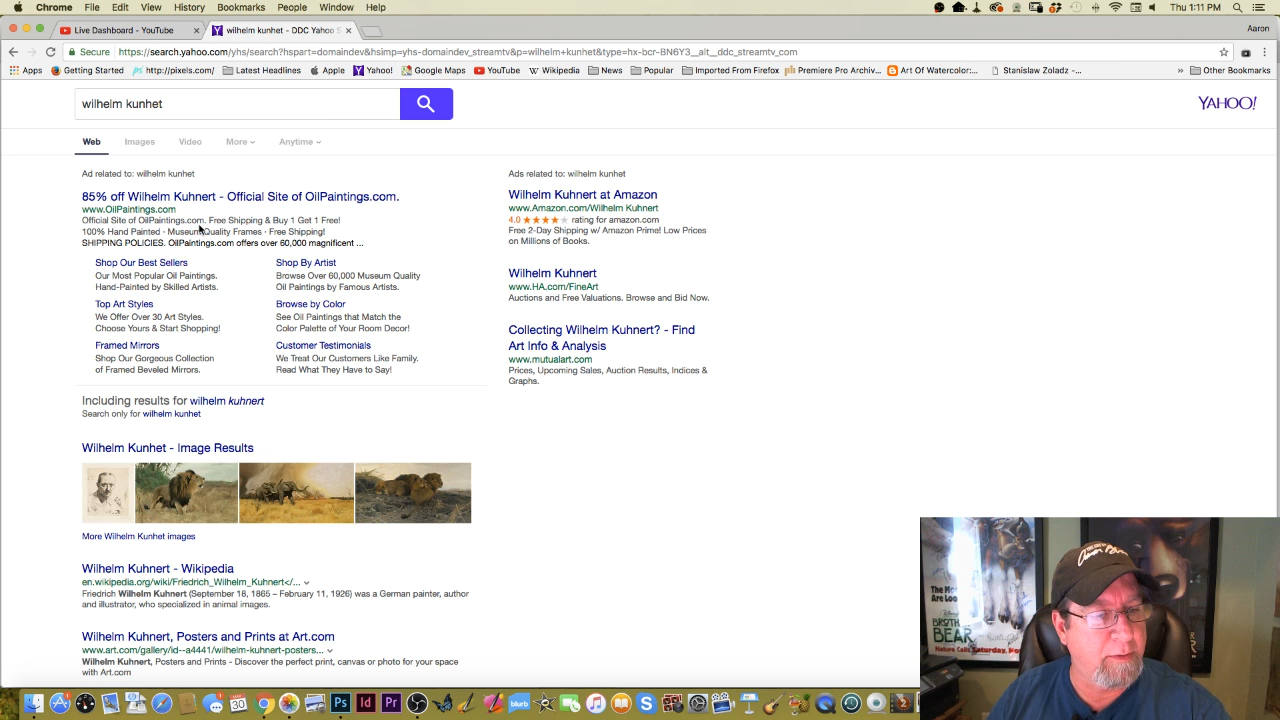 Chrome File Edit View History Bookmarks People Window Help
Thu 1:11 PM
Live Dashboard - YouTube
wilhelm kunhet - DDC Yahoo S
Aaron
Secure https://search.yahoo.com/yhs/search?hspart=domaindev&hsimp=yhs-domaindev_streamtv&p=wilhelm+kunhet&type=hx-bcr-BN6Y3__alt__ddc_streamtv_com
Apps Getting Started http://pixels.com/ Latest Headlines Apple Yahoo! Google Maps YouTube Wikipedia News Popular Imported From Firefox Premiere Pro Archiv... Art Of Watercolor:... Stanislaw Zoladz -... » Other Bookmarks
wilhelm kunhet
YAHOO!
Web Images Video More Anytime
Ad related to: wilhelm kunhet
85% off Wilhelm Kuhnert - Official Site of OilPaintings.com.
www.OilPaintings.com
Official Site of OilPaintings.com. Free Shipping & Buy 1 Get 1 Free!
100% Hand Painted · Museum Quality Frames · Free Shipping!
SHIPPING POLICIES. OilPaintings.com offers over 60,000 magnificent ...
Shop Our Best Sellers
Our Most Popular Oil Paintings.
Hand-Painted by Skilled Artists.
Shop By Artist
Browse Over 60,000 Museum Quality
Oil Paintings by Famous Artists.
Top Art Styles
We Offer Over 30 Art Styles.
Choose Yours & Start Shopping!
Browse by Color
See Oil Paintings that Match the
Color Palette of Your Room Decor!
Framed Mirrors
Shop Our Gorgeous Collection
of Framed Beveled Mirrors.
Customer Testimonials
We Treat Our Customers Like Family.
Read What They Have to Say!
Including results for wilhelm kuhnert
Search only for wilhelm kunhet
Wilhelm Kunhet - Image Results
More Wilhelm Kunhet images
Wilhelm Kuhnert - Wikipedia
en.wikipedia.org/wiki/Friedrich_Wilhelm_Kuhnert</...
Friedrich Wilhelm Kuhnert (September 18, 1865 – February 11, 1926) was a German painter, author
and illustrator, who specialized in animal images.
Wilhelm Kuhnert, Posters and Prints at Art.com
www.art.com/gallery/id--a4441/wilhelm-kuhnert-posters...
Wilhelm Kuhnert, Posters and Prints - Discover the perfect print, canvas or photo for your space
with Art.com
Ads related to: wilhelm kunhet
Wilhelm Kuhnert at Amazon
www.Amazon.com/Wilhelm Kuhnert
4.0 rating for amazon.com
Free 2-Day Shipping w/ Amazon Prime! Low Prices
on Millions of Books.
Wilhelm Kuhnert
www.HA.com/FineArt
Auctions and Free Valuations. Browse and Bid Now.
Collecting Wilhelm Kuhnert? - Find
Art Info & Analysis
www.mutualart.com
Prices, Upcoming Sales, Auction Results, Indices &
Graphs.
BROTHER
BEAR
Nature Calls
30 Ps Id Pr blurb